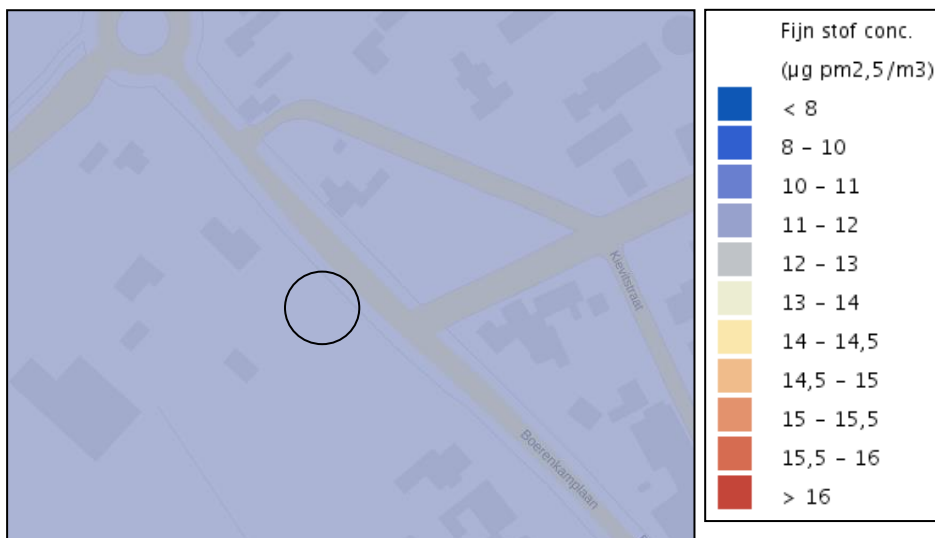 Kievitstraat
Boerenkamplaan
Fijn stof conc.
(µg pm2,5/m3)
< 8
8 – 10
10 – 11
11 – 12
12 – 13
13 – 14
14 – 14,5
14,5 – 15
15 – 15,5
15,5 – 16
> 16